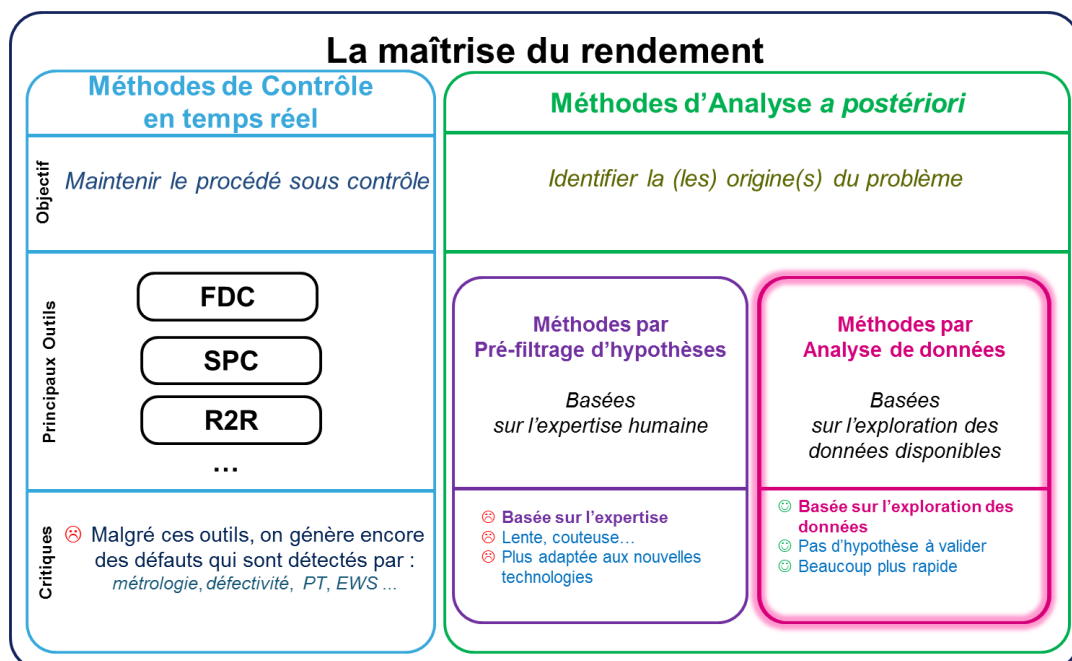 La maîtrise du rendement
Méthodes de Contrôle
en temps réel
Objectif
Maintenir le procédé sous contrôle
Principaux Outils
FDC
SPC
R2R
...
Critiques
☹ Malgré ces outils, on génère encore
des défauts qui sont détectés par :
métrologie, défectivité, PT, EWS ...
Méthodes d'Analyse a postériori
Identifier la (les) origine(s) du problème
Méthodes par
Pré-filtrage d'hypothèses
Basées
sur l'expertise humaine
☹ Basée sur l'expertise
☹ Lente, couteuse…
☹ Plus adaptée aux nouvelles
technologies
Méthodes par
Analyse de données
Basées
sur l'exploration des
données disponibles
☺ Basée sur l'exploration des
données
☺ Pas d'hypothèse à valider
☺ Beaucoup plus rapide